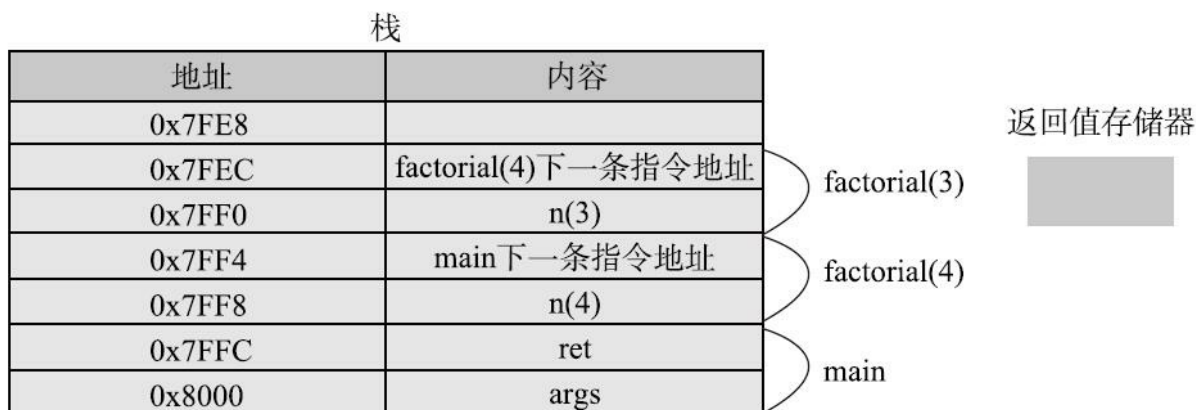 栈
地址 内容
0x7FE8
返回值存储器
0x7FEC factorial(4)下一条指令地址
factorial(3)
0x7FF0 n(3)
0x7FF4 main下一条指令地址
factorial(4)
0x7FF8 n(4)
0x7FFC ret
main
0x8000 args